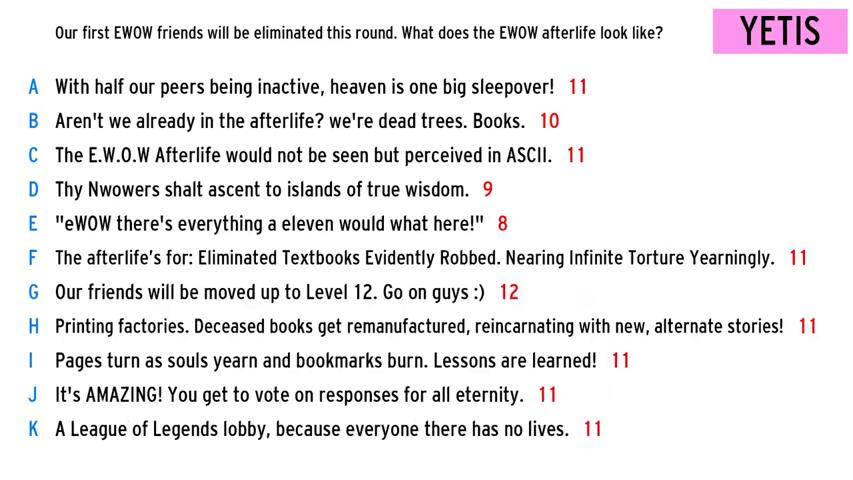 Our first EWOW friends will be eliminated this round. What does the EWOW afterlife look like?
YETIS
A With half our peers being inactive, heaven is one big sleepover! 11
B Aren't we already in the afterlife? we're dead trees. Books. 10
C The E.W.O.W Afterlife would not be seen but perceived in ASCII. 11
D Thy Nwowers shalt ascent to islands of true wisdom. 9
E "eWOW there's everything a eleven would what here!" 8
F The afterlife's for: Eliminated Textbooks Evidently Robbed. Nearing Infinite Torture Yearningly. 11
G Our friends will be moved up to Level 12. Go on guys :) 12
H Printing factories. Deceased books get remanufactured, reincarnating with new, alternate stories! 11
I Pages turn as souls yearn and bookmarks burn. Lessons are learned! 11
J It's AMAZING! You get to vote on responses for all eternity. 11
K A League of Legends lobby, because everyone there has no lives. 11